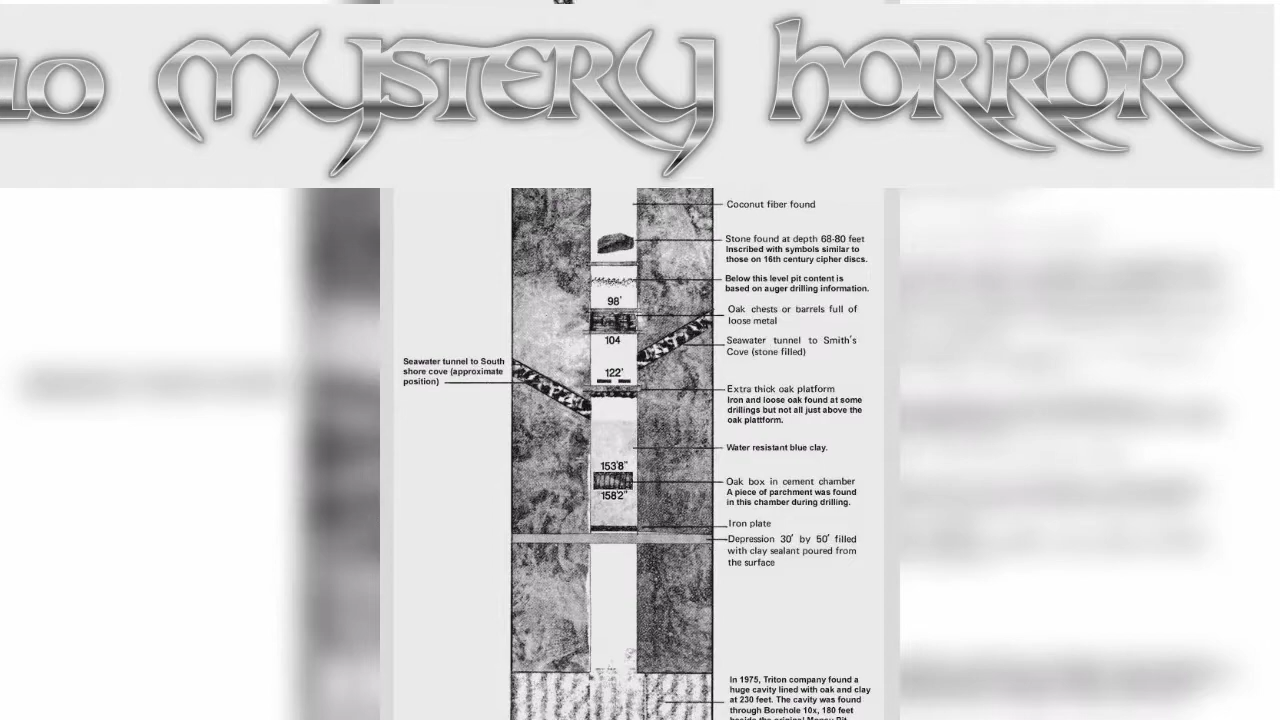 10 MYSTERY HORROR
Coconut fiber found
Stone found at depth 68-80 feet
Inscribed with symbols similar to
those on 16th century cipher discs.
Below this level pit content is
based on auger drilling information.
98'
Oak chests or barrels full of
loose metal
104
Seawater tunnel to Smith's
Cove (stone filled)
Seawater tunnel to South
shore cove (approximate
position)
122'
Extra thick oak platform
Iron and loose oak found at some
drillings but not all just above the
oak plattform.
Water resistant blue clay.
153'8"
Oak box in cement chamber
A piece of parchment was found
in this chamber during drilling.
158'2"
Iron plate
Depression 30' by 50' filled
with clay sealant poured from
the surface
In 1975, Triton company found a
huge cavity lined with oak and clay
at 230 feet. The cavity was found
through Borehole 10x, 180 feet
beside the original Money Pit